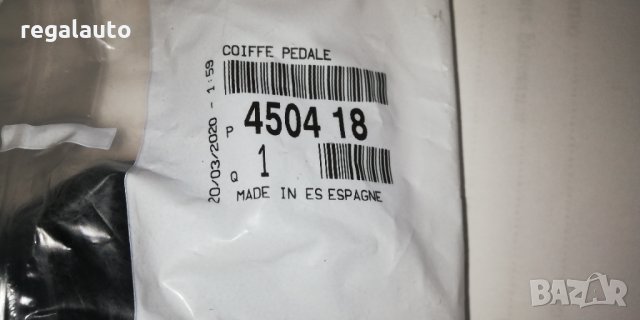 regalauto
COIFFE PEDALE
20/03/2020 - 1:59
P 4504 18
Q 1
MADE IN ES ESPAGNE
BAZAR